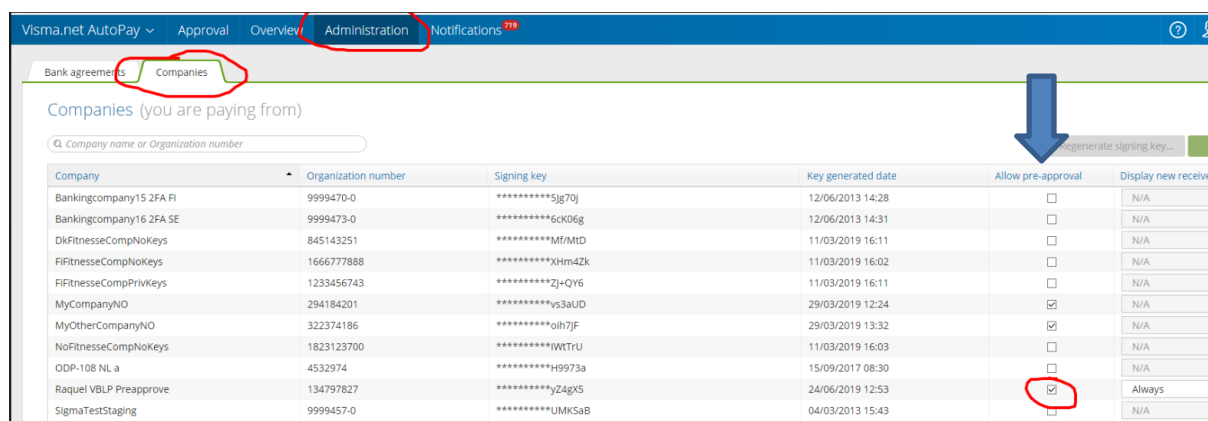 Visma.net AutoPay Approval Overview Administration Notifications 719 ?
Bank agreements Companies
Companies (you are paying from)
Company name or Organization number
Regenerate signing key...
Company Organization number Signing key Key generated date Allow pre-approval Display new receive
Bankingcompany15 2FA FI 9999470-0 **********5Jg70j 12/06/2013 14:28 N/A
Bankingcompany16 2FA SE 9999473-0 **********6cK06g 12/06/2013 14:31 N/A
DkFitnesseCompNoKeys 845143251 **********Mf/MtD 11/03/2019 16:11 N/A
FiFitnesseCompNoKeys 1666777888 **********XHm4Zk 11/03/2019 16:02 N/A
FiFitnesseCompPrivKeys 1233456743 **********ZJ+QY6 11/03/2019 16:11 N/A
MyCompanyNO 294184201 **********vs3aUD 29/03/2019 12:24 N/A
MyOtherCompanyNO 322374186 **********oih7JF 29/03/2019 13:32 N/A
NoFitnesseCompNoKeys 1823123700 **********IWtTrU 11/03/2019 16:03 N/A
ODP-108 NL a 4532974 **********H9973a 15/09/2017 08:30 N/A
Raquel VBLP Preapprove 134797827 **********yZ4gX5 24/06/2019 12:53 Always
SIgmaTestStaging 9999457-0 **********UMKSaB 04/03/2013 15:43 N/A